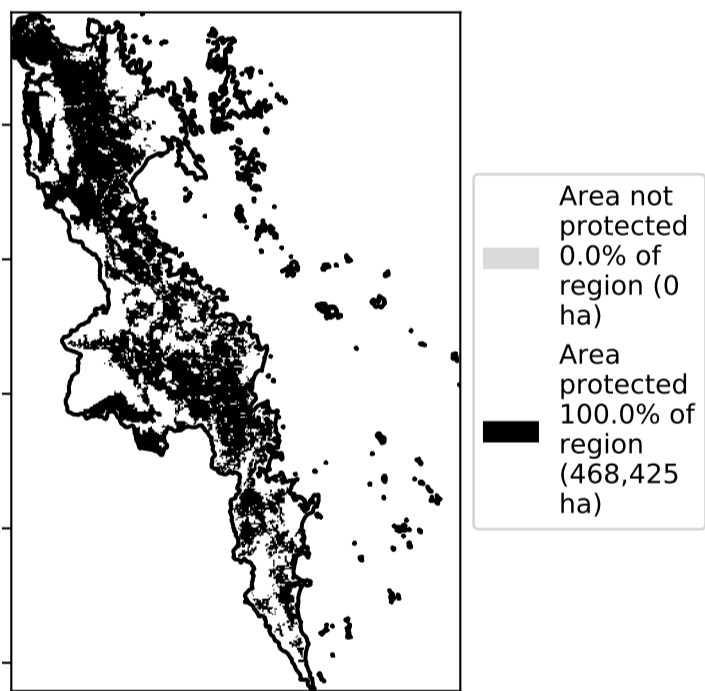 Area not
protected
0.0% of
region (0
ha)
Area
protected
100.0% of
region
(468,425
ha)